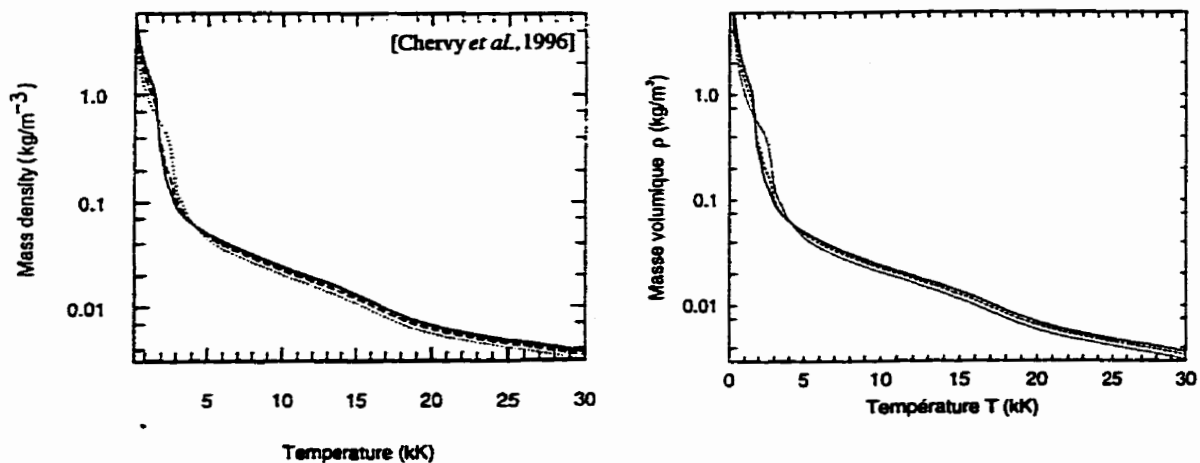 [Chervy et al., 1996]
Mass density (kg/m−3)
1.0
0.1
0.01
5 10 15 20 25 30
Temperature (kK)
Masse volumique ρ (kg/m³)
1.0
0.1
0.01
0 5 10 15 20 25 30
Température T (kK)